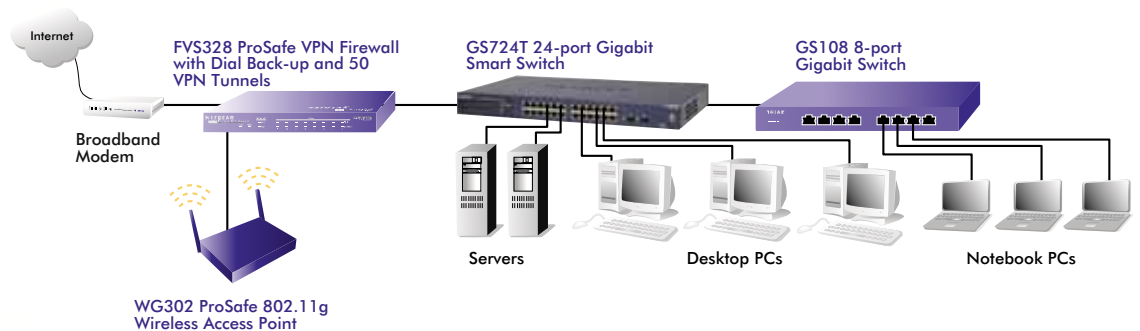 Internet
FVS328 ProSafe VPN Firewall
with Dial Back-up and 50
VPN Tunnels
GS724T 24-port Gigabit
Smart Switch
GS108 8-port
Gigabit Switch
Broadband
Modem
NETGEAR
Servers
Desktop PCs
Notebook PCs
WG302 ProSafe 802.11g
Wireless Access Point